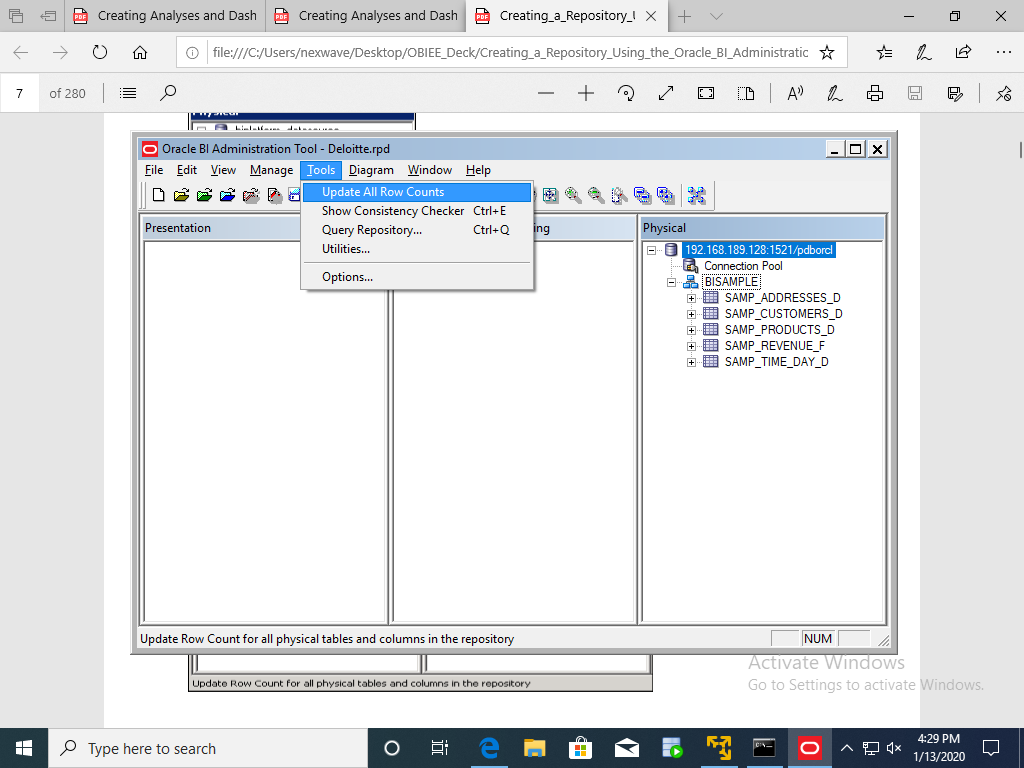 Creating Analyses and Dash
Creating Analyses and Dash
Creating_a_Repository_U
file:///C:/Users/nexwave/Desktop/OBIEE_Deck/Creating_a_Repository_Using_the_Oracle_BI_Administratic
7 of 280
Oracle BI Administration Tool - Deloitte.rpd
File Edit View Manage Tools Diagram Window Help
Update All Row Counts
Show Consistency Checker Ctrl+E
Query Repository... Ctrl+Q
Utilities...
Options...
Presentation
ing
Physical
192.168.189.128:1521/pdborcl
Connection Pool
BISAMPLE
SAMP_ADDRESSES_D
SAMP_CUSTOMERS_D
SAMP_PRODUCTS_D
SAMP_REVENUE_F
SAMP_TIME_DAY_D
Update Row Count for all physical tables and columns in the repository
NUM
Update Row Count for all physical tables and columns in the repository
Activate Windows
Go to Settings to activate Windows.
Type here to search
4:29 PM
1/13/2020